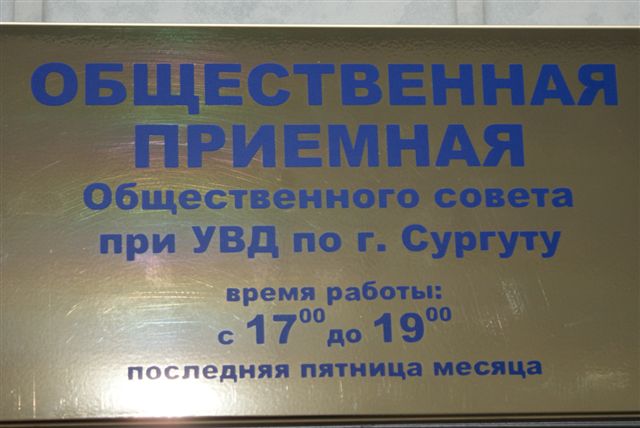 ОБЩЕСТВЕННАЯ
ПРИЕМНАЯ
Общественного совета
при УВД по г. Сургуту
время работы:
с 17⁰⁰ до 19⁰⁰
последняя пятница месяца